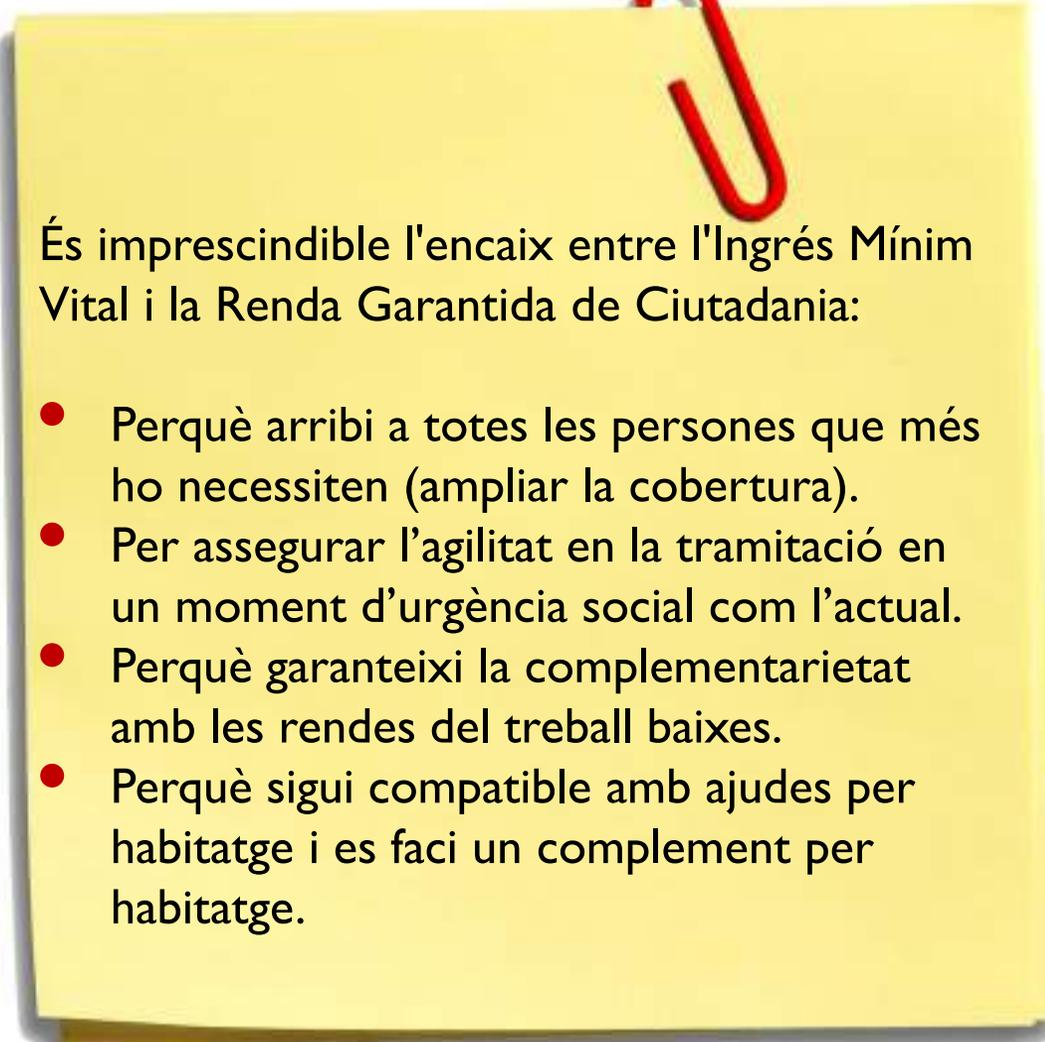 És imprescindible l'encaix entre l'Ingrés Mínim
Vital i la Renda Garantida de Ciutadania:
• Perquè arribi a totes les persones que més
ho necessiten (ampliar la cobertura).
• Per assegurar l’agilitat en la tramitació en
un moment d’urgència social com l’actual.
• Perquè garanteixi la complementarietat
amb les rendes del treball baixes.
• Perquè sigui compatible amb ajudes per
habitatge i es faci un complement per
habitatge.